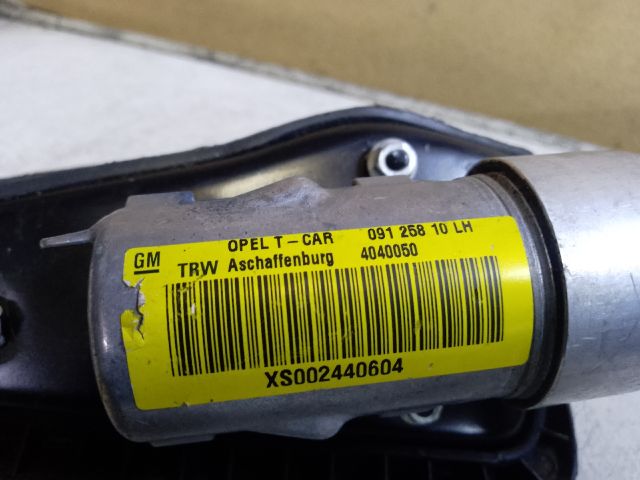 GM OPEL T-CAR 091 258 10 LH
TRW Aschaffenburg 4040050
XS002440604